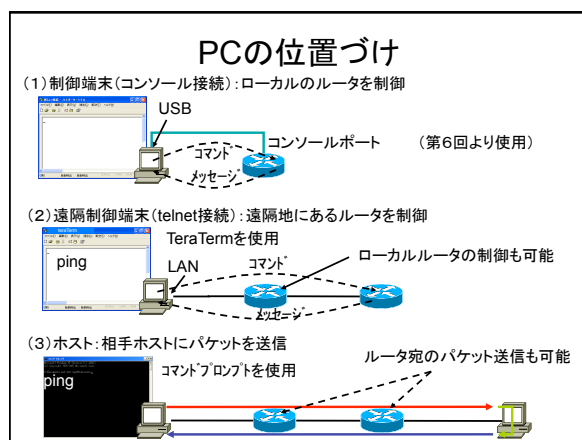 PCの位置づけ
(1)制御端末(コンソール接続):ローカルのルータを制御
USB
コンソールポート
(第6回より使用)
コマンド
メッセージ
(2)遠隔制御端末(telnet接続):遠隔地にあるルータを制御
TeraTerm
TeraTermを使用
ping
LAN
コマンド
ローカルルータの制御も可能
メッセージ
(3)ホスト:相手ホストにパケットを送信
コマンドプロンプトを使用
ルータ宛のパケット送信も可能
ping